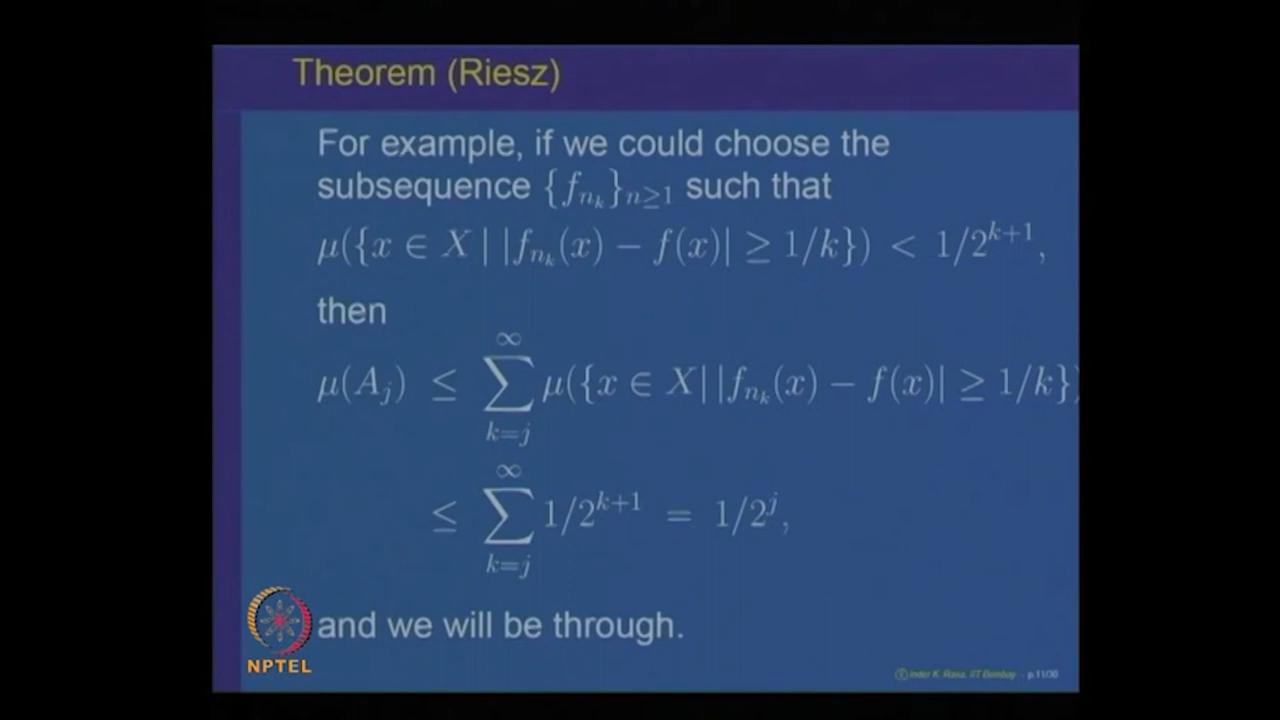 Theorem (Riesz)
For example, if we could choose the
subsequence {f_{n_k}}_{n≥1} such that
μ({x ∈ X | |f_{n_k}(x) − f(x)| ≥ 1/k}) < 1/2^{k+1},
then
μ(A_j) ≤ ∑_{k=j}^{∞} μ({x ∈ X| |f_{n_k}(x) − f(x)| ≥ 1/k})
≤ ∑_{k=j}^{∞} 1/2^{k+1} = 1/2^j,
and we will be through.
NPTEL
© Inder K. Rana, IIT Bombay - p.11/30